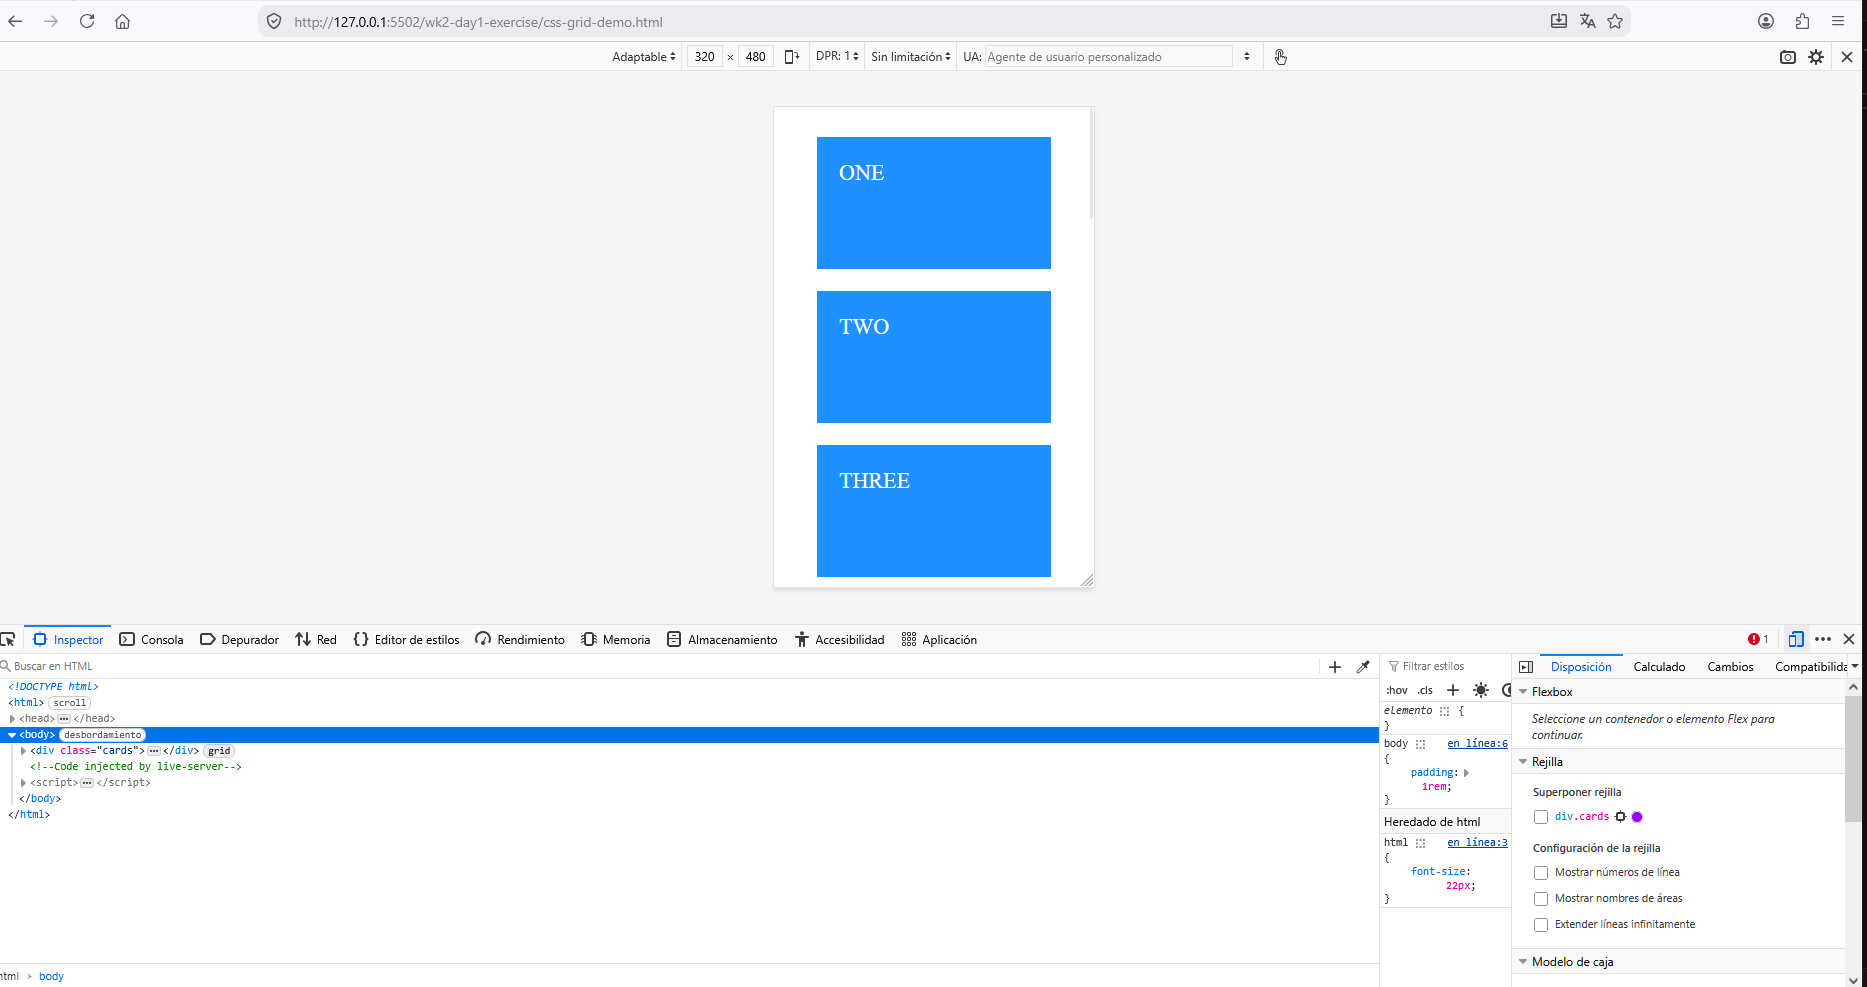 http://127.0.0.1:5502/wk2-day1-exercise/css-grid-demo.html
Adaptable 320 × 480 DPR: 1 Sin limitación UA: Agente de usuario personalizado
ONE
TWO
THREE
Inspector Consola Depurador Red Editor de estilos Rendimiento Memoria Almacenamiento Accesibilidad Aplicación 1
Buscar en HTML
<!DOCTYPE html>
<html> scroll
<head> </head>
<body> desbordamiento
<div class="cards"> </div> grid
<!--Code injected by live-server-->
<script> </script>
</body>
</html>
html > body
Filtrar estilos
:hov .cls
elemento {
}
body en línea:6
{
padding:
1rem;
}
Heredado de html
html en línea:3
{
font-size:
22px;
}
Disposición Calculado Cambios Compatibilida
Flexbox
Seleccione un contenedor o elemento Flex para
continuar.
Rejilla
Superponer rejilla
div.cards
Configuración de la rejilla
Mostrar números de línea
Mostrar nombres de áreas
Extender líneas infinitamente
Modelo de caja